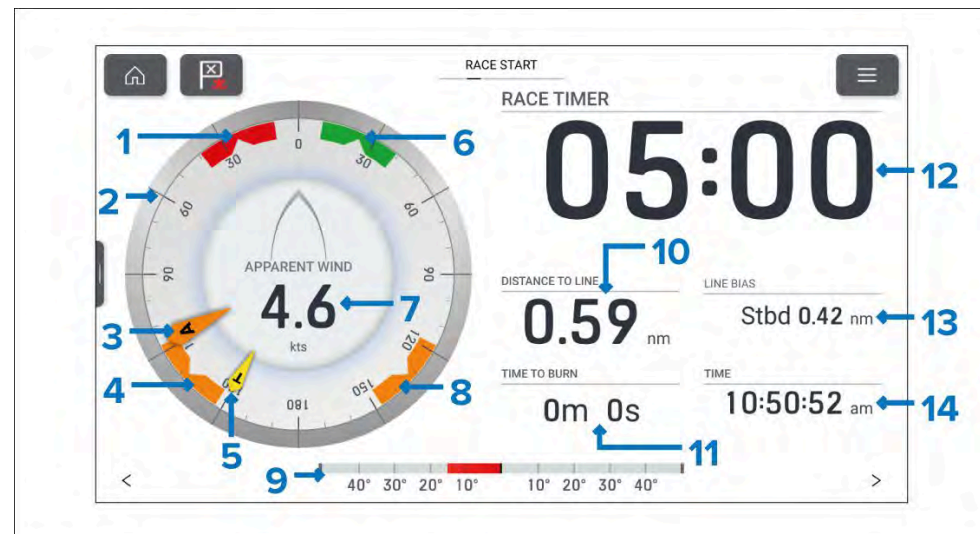 RACE START
RACE TIMER
05:00
12
1
6
2
0
30
30
60
60
90
90
120
150
180
APPARENT WIND
4.6
kts
7
3
A
4
T
5
8
10
DISTANCE TO LINE
0.59 nm
LINE BIAS
Stbd 0.42 nm
13
TIME TO BURN
0m 0s
11
TIME
10:50:52 am
14
9
40° 30° 20° 10° 10° 20° 30° 40°
< >